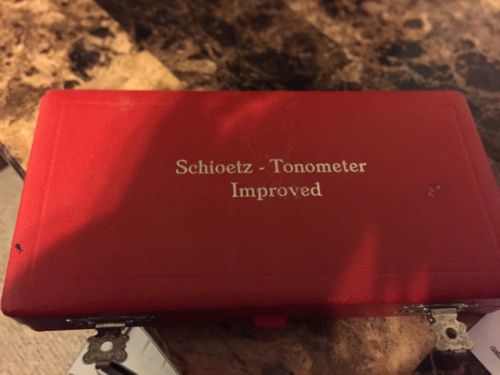 Schioetz - Tonometer
Improved